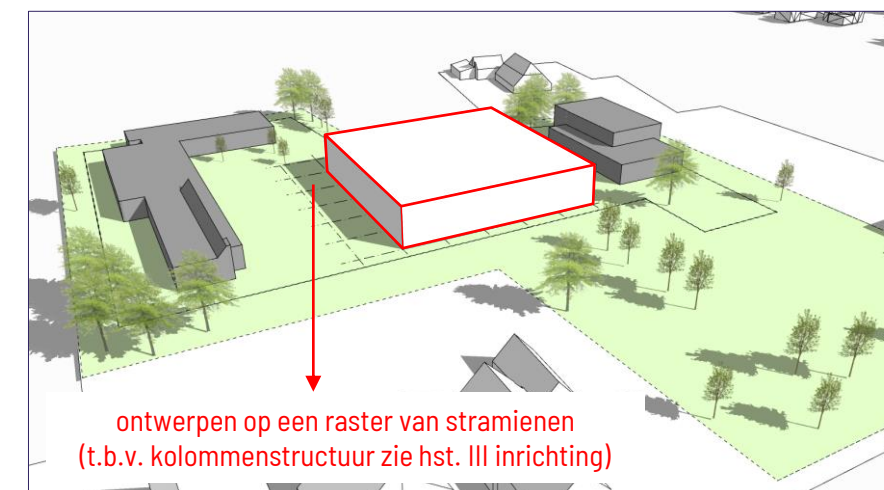 ontwerpen op een raster van stramienen
(t.b.v. kolommenstructuur zie hst. III inrichting)